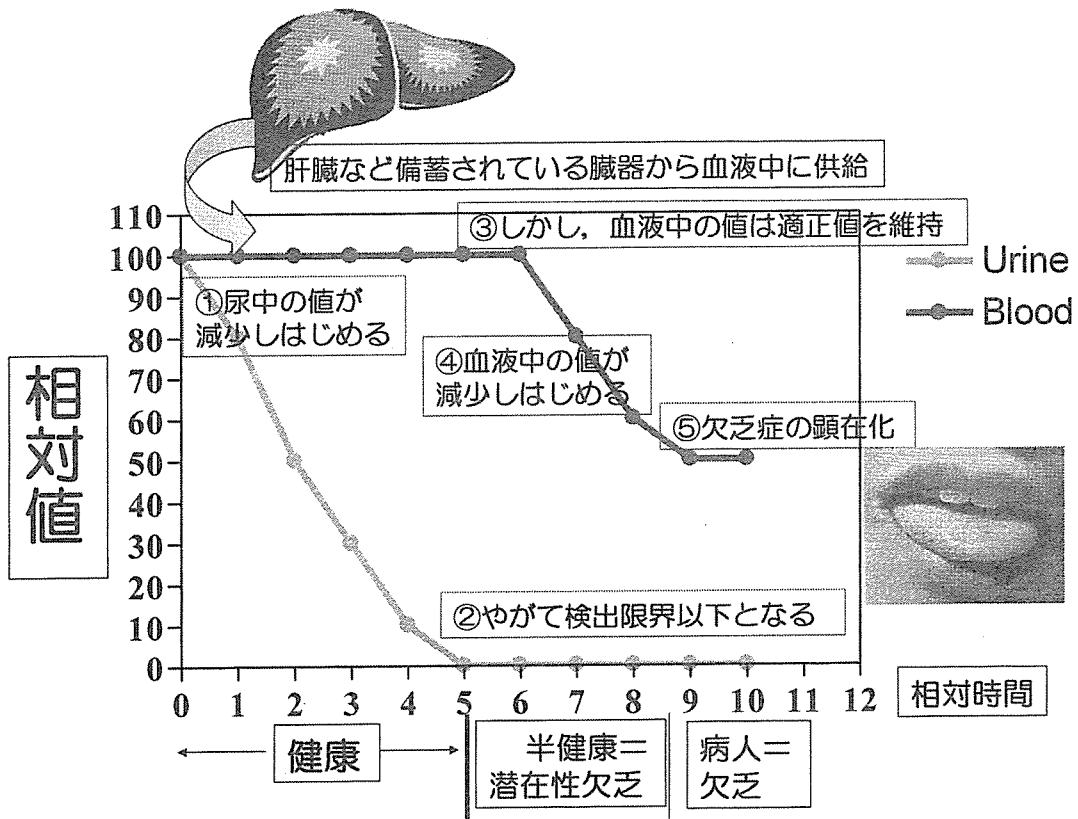 肝臓など備蓄されている臓器から血液中に供給
③しかし，血液中の値は適正値を維持
Urine
Blood
①尿中の値が
減少しはじめる
④血液中の値が
減少しはじめる
⑤欠乏症の顕在化
②やがて検出限界以下となる
相対値
110
100
90
80
70
60
50
40
30
20
10
0
0 1 2 3 4 5 6 7 8 9 10 11 12
相対時間
健康
半健康＝
潜在性欠乏
病人＝
欠乏